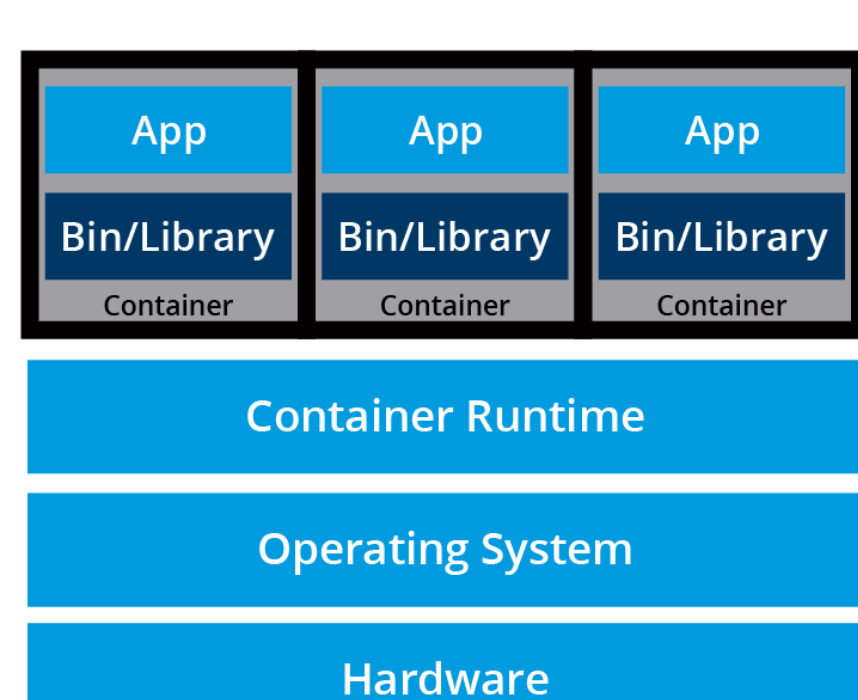 App App App
Bin/Library Bin/Library Bin/Library
Container Container Container
Container Runtime
Operating System
Hardware